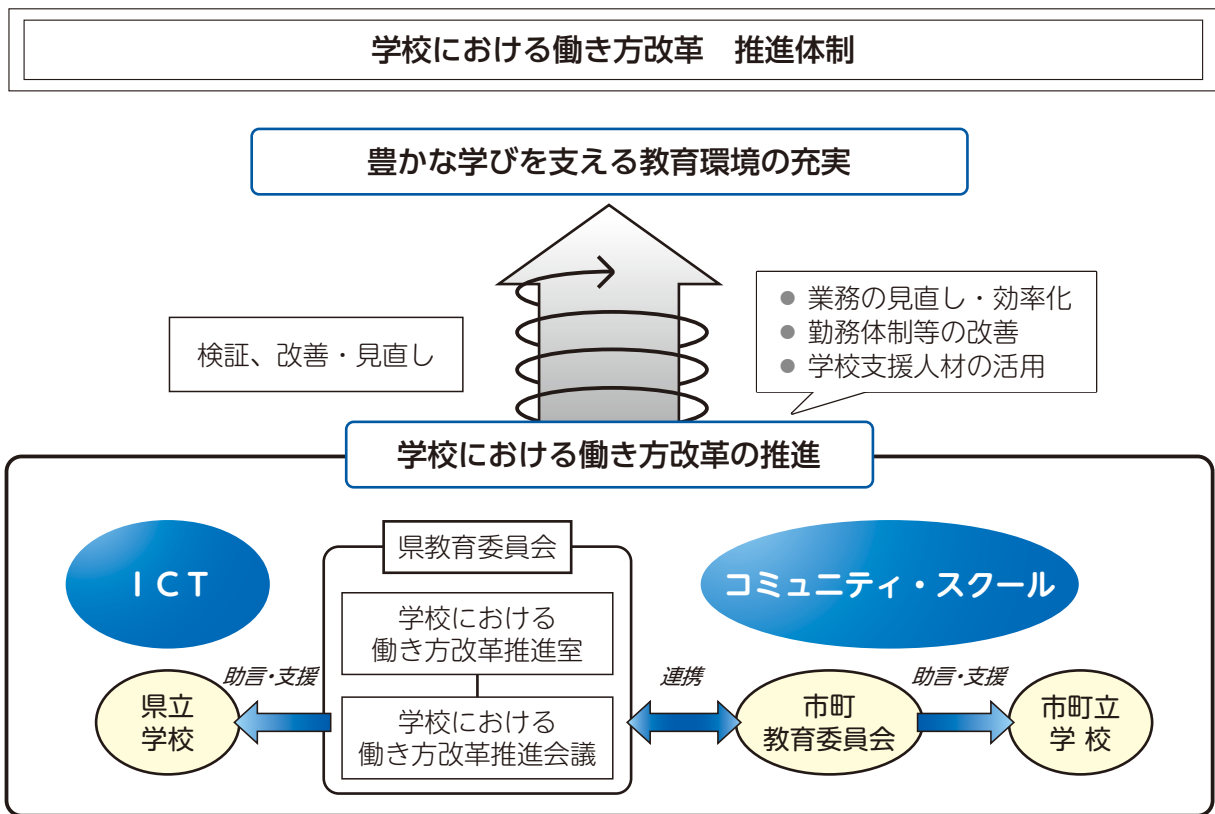 学校における働き方改革　推進体制
豊かな学びを支える教育環境の充実
検証、改善・見直し
● 業務の見直し・効率化
● 勤務体制等の改善
● 学校支援人材の活用
学校における働き方改革の推進
ＩＣＴ
県教育委員会
コミュニティ・スクール
学校における
働き方改革推進室
助言・支援
連携
助言・支援
県立
学校
学校における
働き方改革推進会議
市町
教育委員会
市町立
学 校